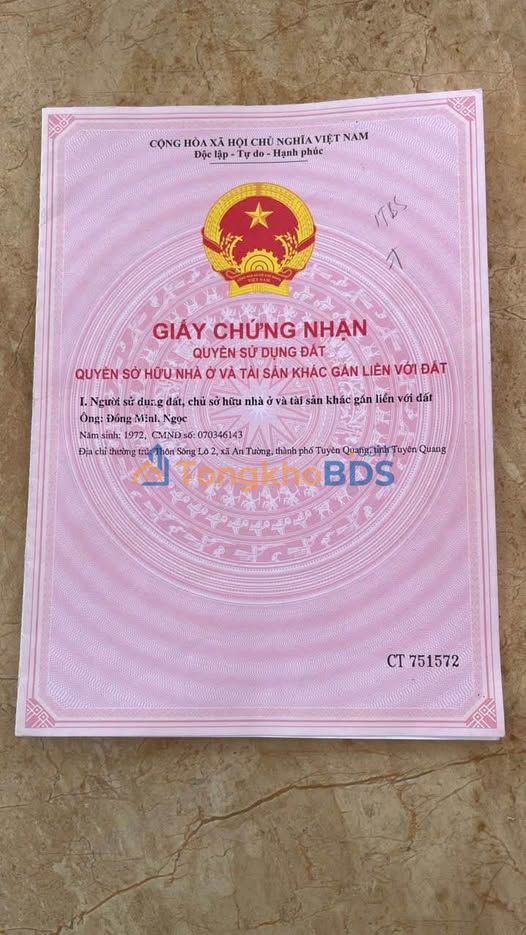 CỘNG HÒA XÃ HỘI CHỦ NGHĨA VIỆT NAM
Độc lập - Tự do - Hạnh phúc
VIỆT NAM
GIẤY CHỨNG NHẬN
QUYỀN SỬ DỤNG ĐẤT
QUYỀN SỞ HỮU NHÀ Ở VÀ TÀI SẢN KHÁC GẮN LIỀN VỚI ĐẤT
I. Người sử dụng đất, chủ sở hữu nhà ở và tài sản khác gắn liền với đất
Ông: Đồng Minh Ngọc
Năm sinh: 1972, CMND số: 070346143
Địa chỉ thường trú: Thôn Sông Lô 2, xã An Tường, thành phố Tuyên Quang, tỉnh Tuyên Quang
TongkhoBDS
.com
CT 751572